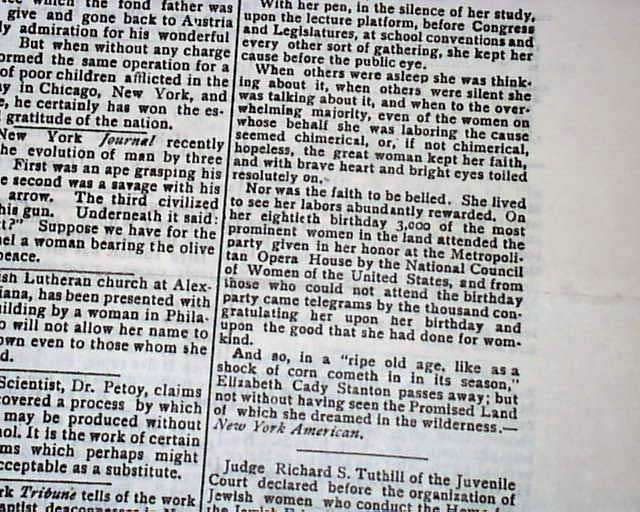 which the fond father was
give and gone back to Austria
ly admiration for his wonderful
But when without any charge
ormed the same operation for a
of poor children afflicted in the
y in Chicago, New York, and
e, he certainly has won the es-
gratitude of the nation.
New York Journal recently
he evolution of man by three
First was an ape grasping his
e second was a savage with his
arrow. The third civilized
his gun. Underneath it said:
t?" Suppose we have for the
el a woman bearing the olive
peace.
sh Lutheran church at Alex-
iana, has been presented with
uilding by a woman in Phila-
o will not allow her name to
own even to those whom she
d.
Scientist, Dr. Petoy, claims
covered a process by which
may be produced without
hol. It is the work of certain
ms which perhaps might
cceptable as a substitute.
rk Tribune tells of the work
aptist deaconesses in
With her pen, in the silence of her study,
upon the lecture platform, before Congress
and Legislatures, at school conventions and
every other sort of gathering, she kept her
cause before the public eye.
When others were asleep she was think-
ing about it, when others were silent she
was talking about it, and when to the over-
whelming majority, even of the women on
whose behalf she was laboring the cause
seemed chimerical, or, if not chimerical,
hopeless, the great woman kept her faith,
and with brave heart and bright eyes toiled
resolutely on.
Nor was the faith to be belied. She lived
to see her labors abundantly rewarded. On
her eightieth birthday 3,000 of the most
prominent women in the land attended the
party given in her honor at the Metropoli-
tan Opera House by the National Council
of Women of the United States, and from
those who could not attend the birthday
party came telegrams by the thousand con-
gratulating her upon her birthday and
upon the good that she had done for wom-
kind.
And so, in a "ripe old age, like as a
shock of corn cometh in in its season,"
Elizabeth Cady Stanton passes away; but
not without having seen the Promised Land
of which she dreamed in the wilderness.—
New York American.
Judge Richard S. Tuthill of the Juvenile
Court declared before the organization of
Jewish women who conduct the
the Jewish